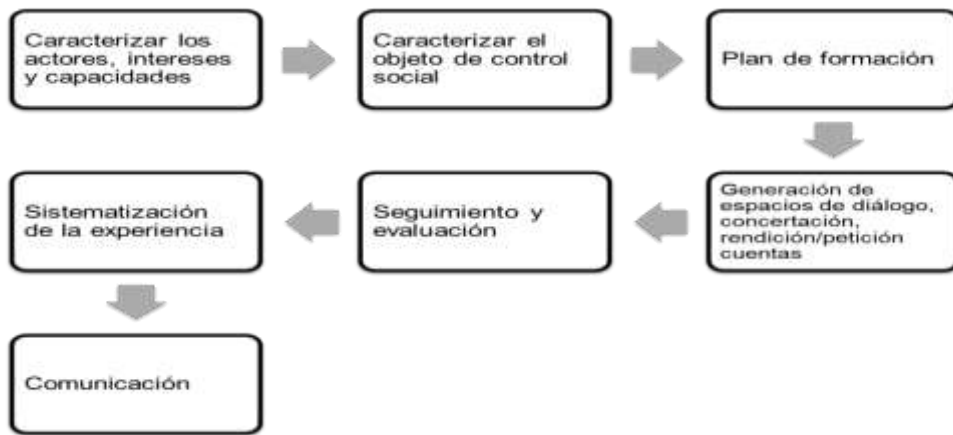 Caracterizar los
actores, intereses
y capacidades
Caracterizar el
objeto de control
social
Plan de formación
Generación de
espacios de diálogo,
concertación,
rendición/petición
cuentas
Seguimiento y
evaluación
Sistematización
de la experiencia
Comunicación